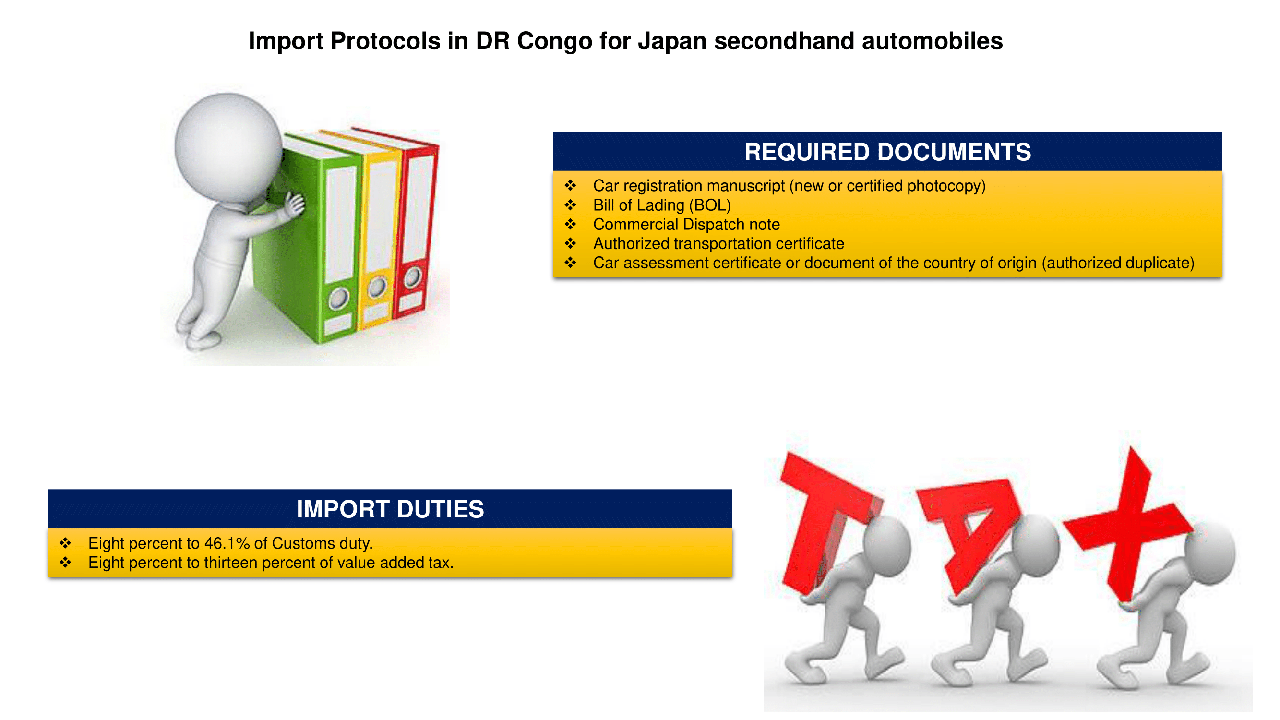 Import Protocols in DR Congo for Japan secondhand automobiles
REQUIRED DOCUMENTS
❖ Car registration manuscript (new or certified photocopy)
❖ Bill of Lading (BOL)
❖ Commercial Dispatch note
❖ Authorized transportation certificate
❖ Car assessment certificate or document of the country of origin (authorized duplicate)
IMPORT DUTIES
❖ Eight percent to 46.1% of Customs duty.
❖ Eight percent to thirteen percent of value added tax.
TAX